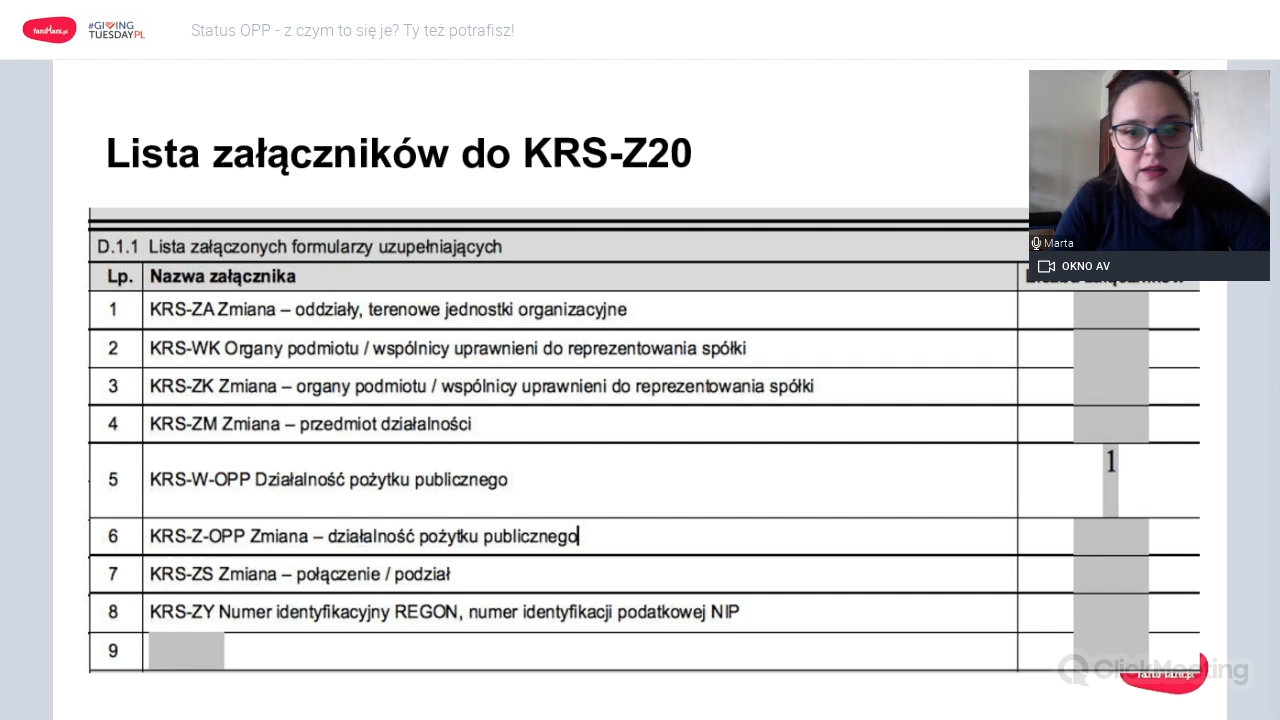 faniMani.pl
#GIVING
TUESDAYPL
Status OPP - z czym to się je? Ty też potrafisz!
Lista załączników do KRS-Z20
Marta
OKNO AV
D.1.1 Lista załączonych formularzy uzupełniających
Lp. Nazwa załącznika
1 KRS-ZA Zmiana – oddziały, terenowe jednostki organizacyjne
2 KRS-WK Organy podmiotu / wspólnicy uprawnieni do reprezentowania spółki
3 KRS-ZK Zmiana – organy podmiotu / wspólnicy uprawnieni do reprezentowania spółki
4 KRS-ZM Zmiana – przedmiot działalności
5 KRS-W-OPP Działalność pożytku publicznego 1
6 KRS-Z-OPP Zmiana – działalność pożytku publicznego
7 KRS-ZS Zmiana – połączenie / podział
8 KRS-ZY Numer identyfikacyjny REGON, numer identyfikacji podatkowej NIP
9
ClickMeeting
faniMani.pl